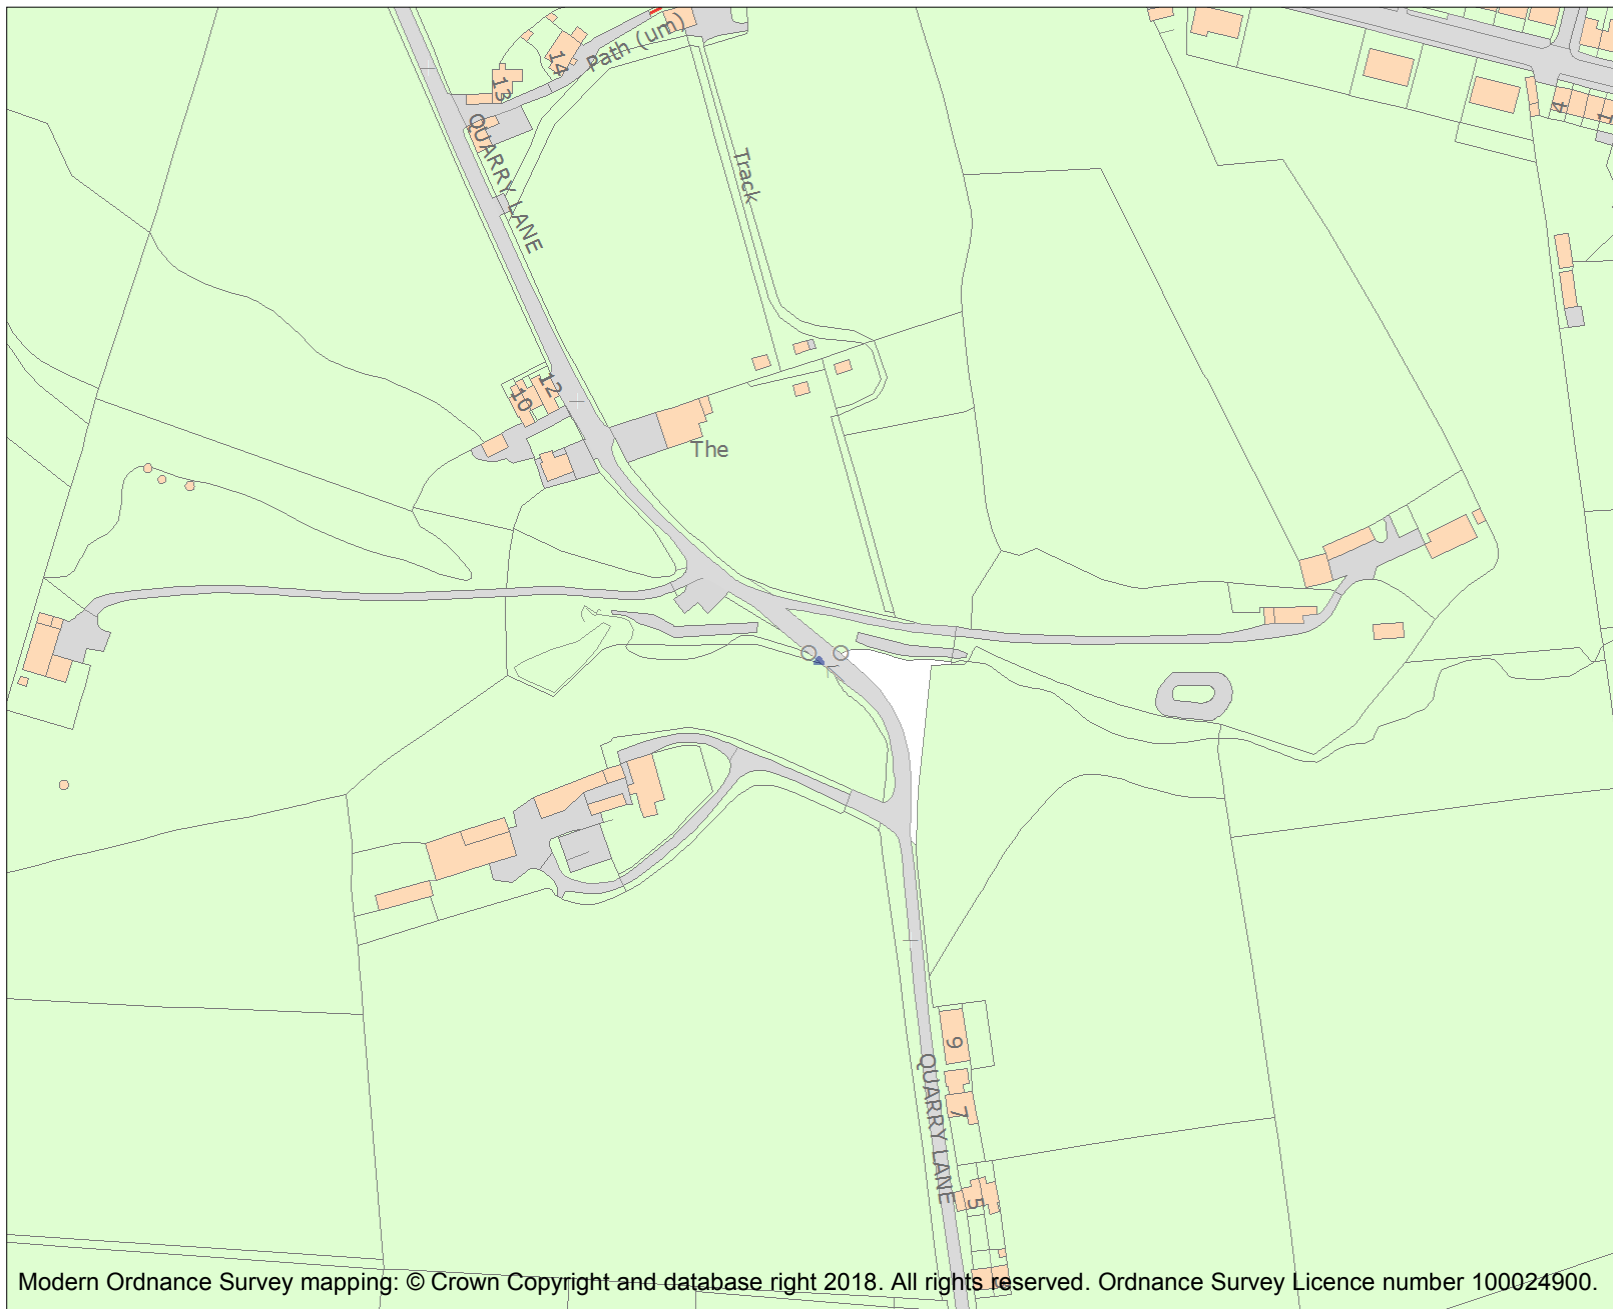 14
Path (um)
13
QUARRY LANE
Track
4
1
12
10
The
9
QUARRY LANE
7
5
Modern Ordnance Survey mapping: © Crown Copyright and database right 2018. All rights reserved. Ordnance Survey Licence number 100024900.